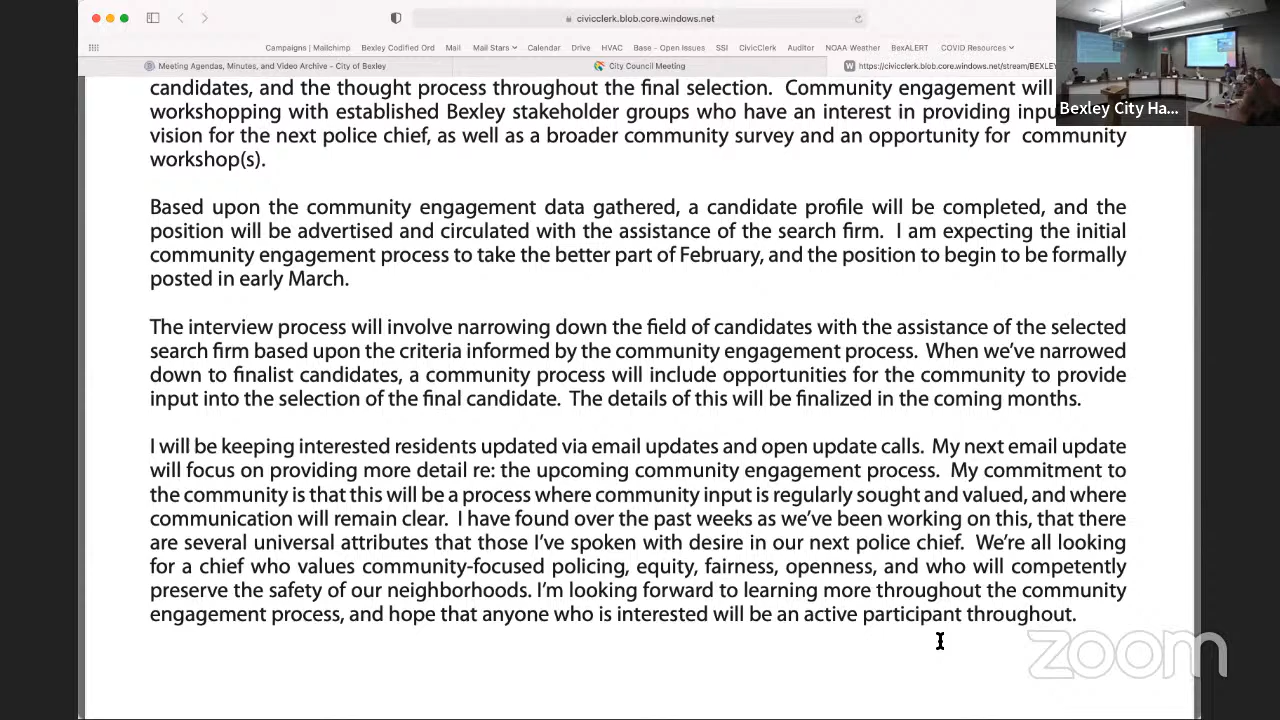 civicclerk.blob.core.windows.net
Campaigns | Mailchimp Bexley Codified Ord Mail Mail Stars Calendar Drive HVAC Base - Open Issues SSI CivicClerk Auditor NOAA Weather BexALERT COVID Resources
Meeting Agendas, Minutes, and Video Archive - City of Bexley City Council Meeting https://civicclerk.blob.core.windows.net/stream/BEXLEY
Bexley City Ha...
candidates, and the thought process throughout the final selection. Community engagement will
workshopping with established Bexley stakeholder groups who have an interest in providing
vision for the next police chief, as well as a broader community survey and an opportunity for community
workshop(s).
Based upon the community engagement data gathered, a candidate profile will be completed, and the
position will be advertised and circulated with the assistance of the search firm. I am expecting the initial
community engagement process to take the better part of February, and the position to begin to be formally
posted in early March.
The interview process will involve narrowing down the field of candidates with the assistance of the selected
search firm based upon the criteria informed by the community engagement process. When we've narrowed
down to finalist candidates, a community process will include opportunities for the community to provide
input into the selection of the final candidate. The details of this will be finalized in the coming months.
I will be keeping interested residents updated via email updates and open update calls. My next email update
will focus on providing more detail re: the upcoming community engagement process. My commitment to
the community is that this will be a process where community input is regularly sought and valued, and where
communication will remain clear. I have found over the past weeks as we've been working on this, that there
are several universal attributes that those I've spoken with desire in our next police chief. We're all looking
for a chief who values community-focused policing, equity, fairness, openness, and who will competently
preserve the safety of our neighborhoods. I'm looking forward to learning more throughout the community
engagement process, and hope that anyone who is interested will be an active participant throughout.
zoom